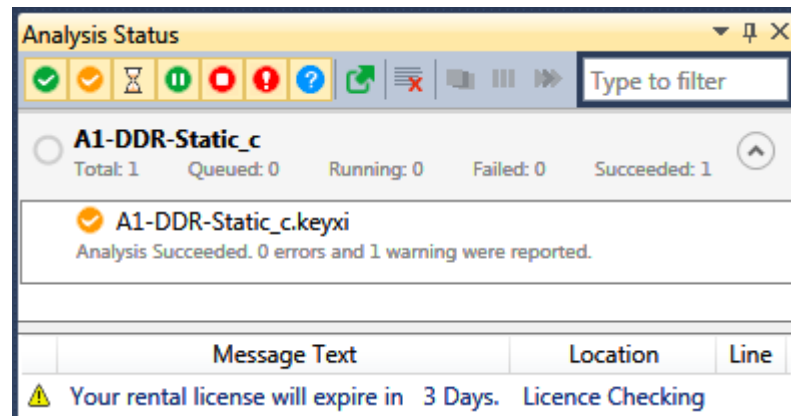 Analysis Status
Type to filter
A1-DDR-Static_c
Total: 1 Queued: 0 Running: 0 Failed: 0 Succeeded: 1
A1-DDR-Static_c.keyxi
Analysis Succeeded. 0 errors and 1 warning were reported.
Message Text Location Line
Your rental license will expire in 3 Days. Licence Checking